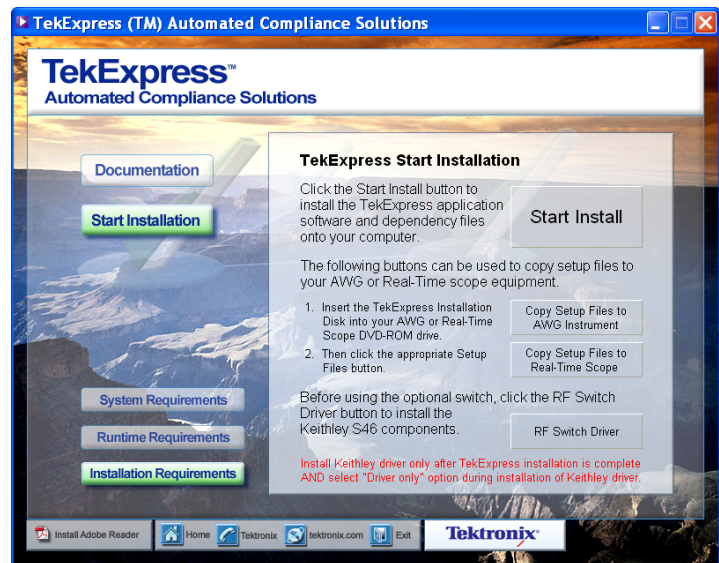 TekExpress (TM) Automated Compliance Solutions
TekExpress™
Automated Compliance Solutions
Documentation
Start Installation
TekExpress Start Installation
Click the Start Install button to
install the TekExpress application
software and dependency files
onto your computer.
Start Install
The following buttons can be used
to copy setup files to
your AWG or Real-Time scope
equipment.
1. Insert the TekExpress Installation
Disk into your AWG or Real-Time
Scope DVD-ROM drive.
Copy Setup Files to
AWG Instrument
2. Then click the appropriate Setup
Files button.
Copy Setup Files to
Real-Time Scope
Before using the optional switch, click the RF Switch
Driver button to install the
Keithley S46 components.
RF Switch Driver
Install Keithley driver only after TekExpress installation is complete
AND select "Driver only" option during installation of Keithley driver.
System Requirements
Runtime Requirements
Installation Requirements
Install Adobe Reader
Home
Tektronix
tektronix.com
Exit
Tektronix